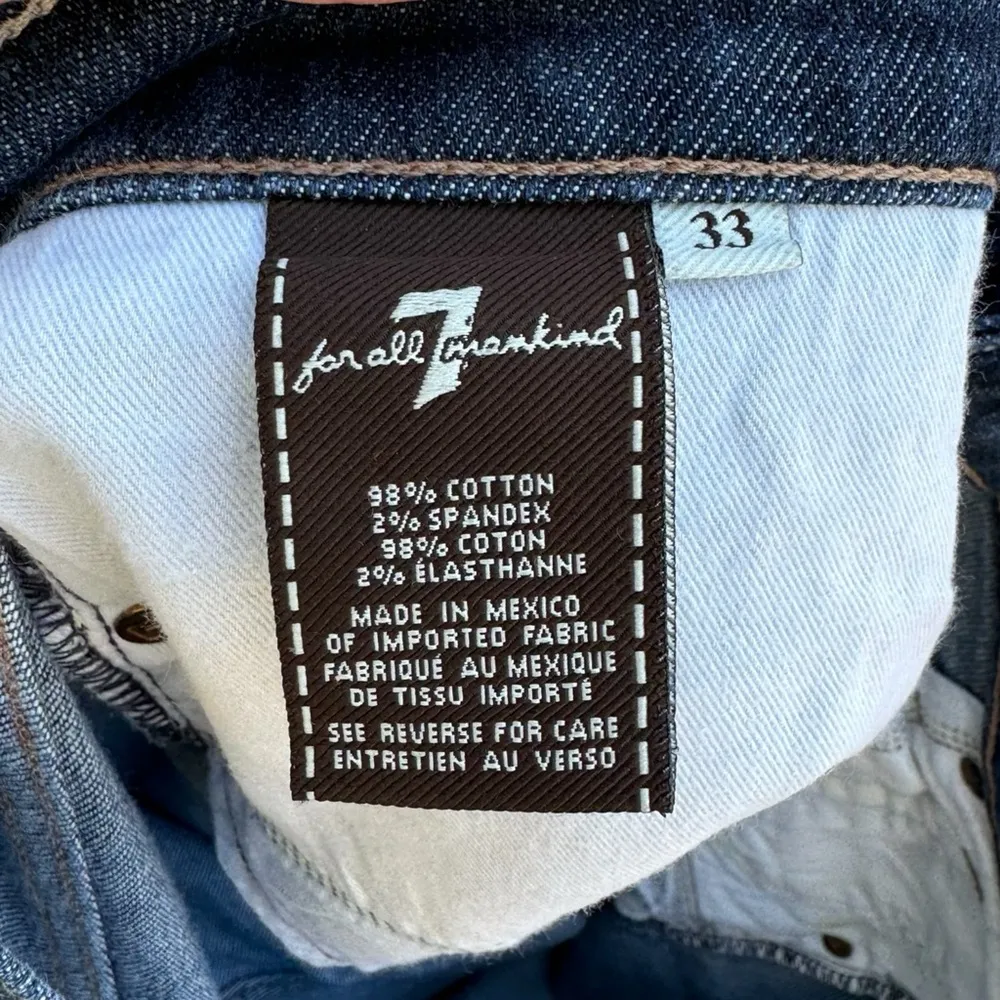 33
for all 7 mankind
98% COTTON
2% SPANDEX
98% COTON
2% ÉLASTHANNE
MADE IN MEXICO
OF IMPORTED FABRIC
FABRIQUÉ AU MEXIQUE
DE TISSU IMPORTÉ
SEE REVERSE FOR CARE
ENTRETIEN AU VERSO